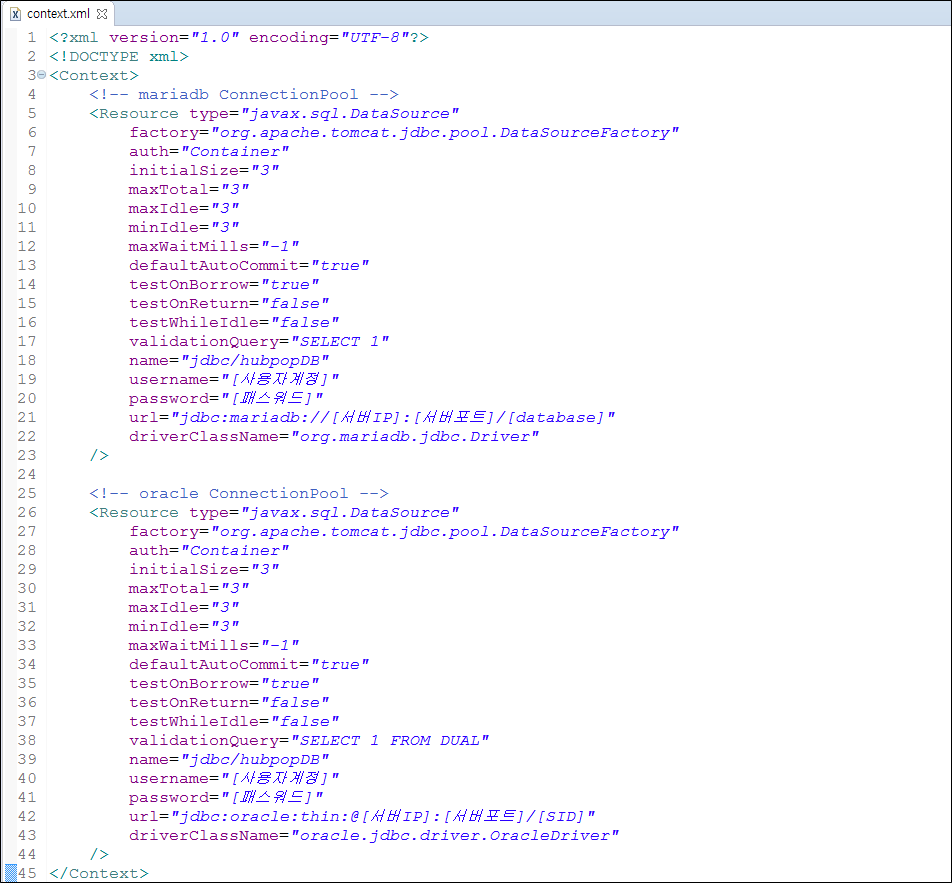 context.xml
1 <?xml version="1.0" encoding="UTF-8"?>
2 <!DOCTYPE xml>
3 <Context>
4     <!-- mariadb ConnectionPool -->
5     <Resource type="javax.sql.DataSource"
6         factory="org.apache.tomcat.jdbc.pool.DataSourceFactory"
7         auth="Container"
8         initialSize="3"
9         maxTotal="3"
10         maxIdle="3"
11         minIdle="3"
12         maxWaitMills="-1"
13         defaultAutoCommit="true"
14         testOnBorrow="true"
15         testOnReturn="false"
16         testWhileIdle="false"
17         validationQuery="SELECT 1"
18         name="jdbc/hubpopDB"
19         username="[사용자계정]"
20         password="[패스워드]"
21         url="jdbc:mariadb://[서버IP]:[서버포트]/[database]"
22         driverClassName="org.mariadb.jdbc.Driver"
23     />
24
25     <!-- oracle ConnectionPool -->
26     <Resource type="javax.sql.DataSource"
27         factory="org.apache.tomcat.jdbc.pool.DataSourceFactory"
28         auth="Container"
29         initialSize="3"
30         maxTotal="3"
31         maxIdle="3"
32         minIdle="3"
33         maxWaitMills="-1"
34         defaultAutoCommit="true"
35         testOnBorrow="true"
36         testOnReturn="false"
37         testWhileIdle="false"
38         validationQuery="SELECT 1 FROM DUAL"
39         name="jdbc/hubpopDB"
40         username="[사용자계정]"
41         password="[패스워드]"
42         url="jdbc:oracle:thin:@[서버IP]:[서버포트]/[SID]"
43         driverClassName="oracle.jdbc.driver.OracleDriver"
44     />
45 </Context>